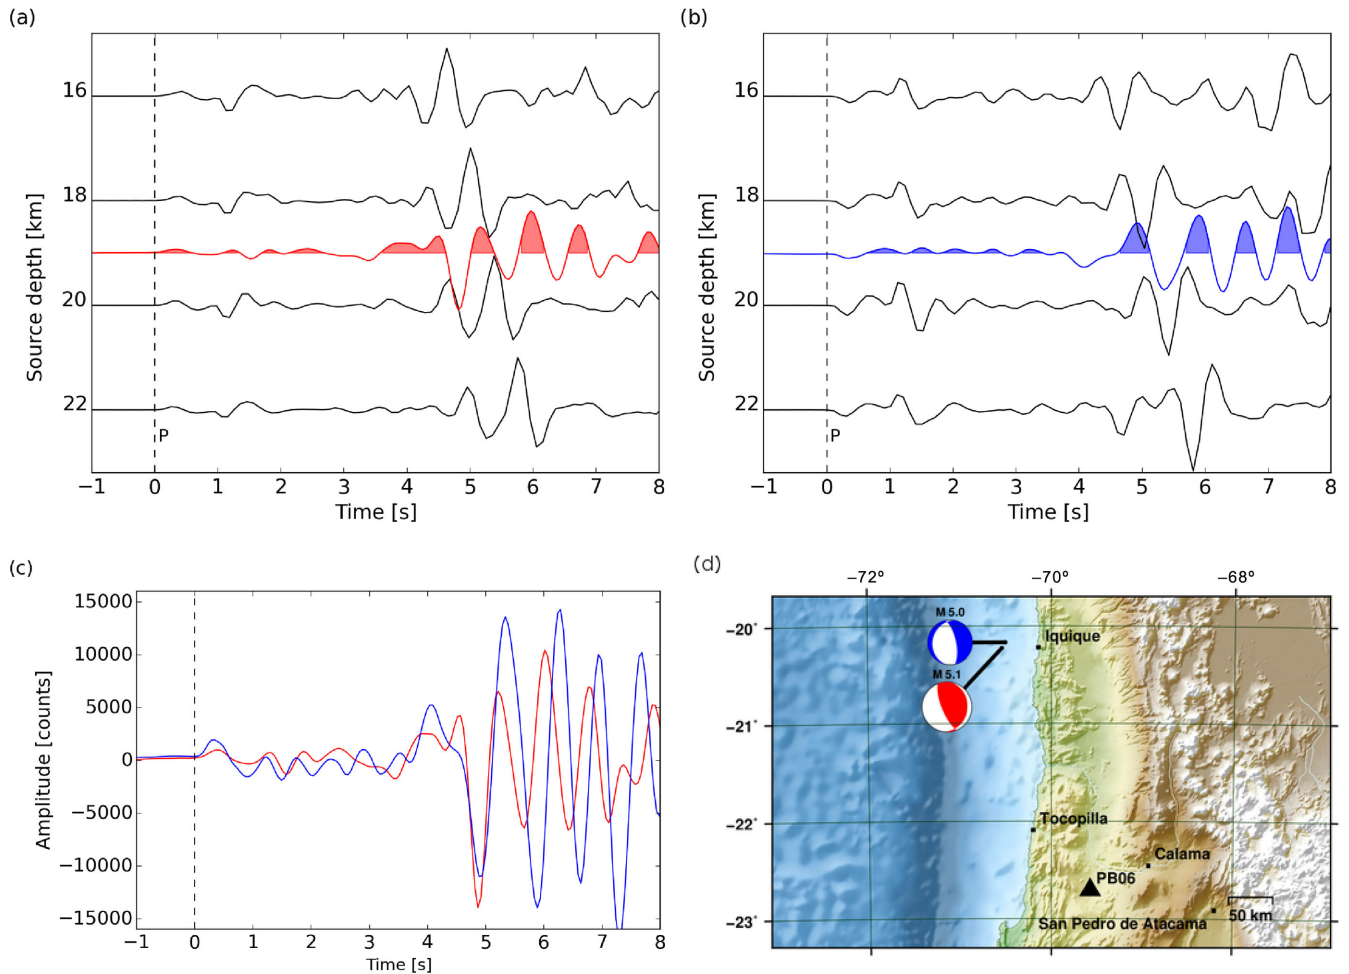 (a)
16
18
20
22
Source depth [km]
P
−1 0 1 2 3 4 5 6 7 8
Time [s]
(b)
16
18
20
22
Source depth [km]
P
−1 0 1 2 3 4 5 6 7 8
Time [s]
(c)
15000
10000
5000
0
−5000
−10000
−15000
Amplitude [counts]
−1 0 1 2 3 4 5 6 7 8
Time [s]
(d)
−72° −70° −68°
−20°
−21°
−22°
−23°
M 5.0
Iquique
M 5.1
Tocopilla
Calama
PB06
50 km
San Pedro de Atacama